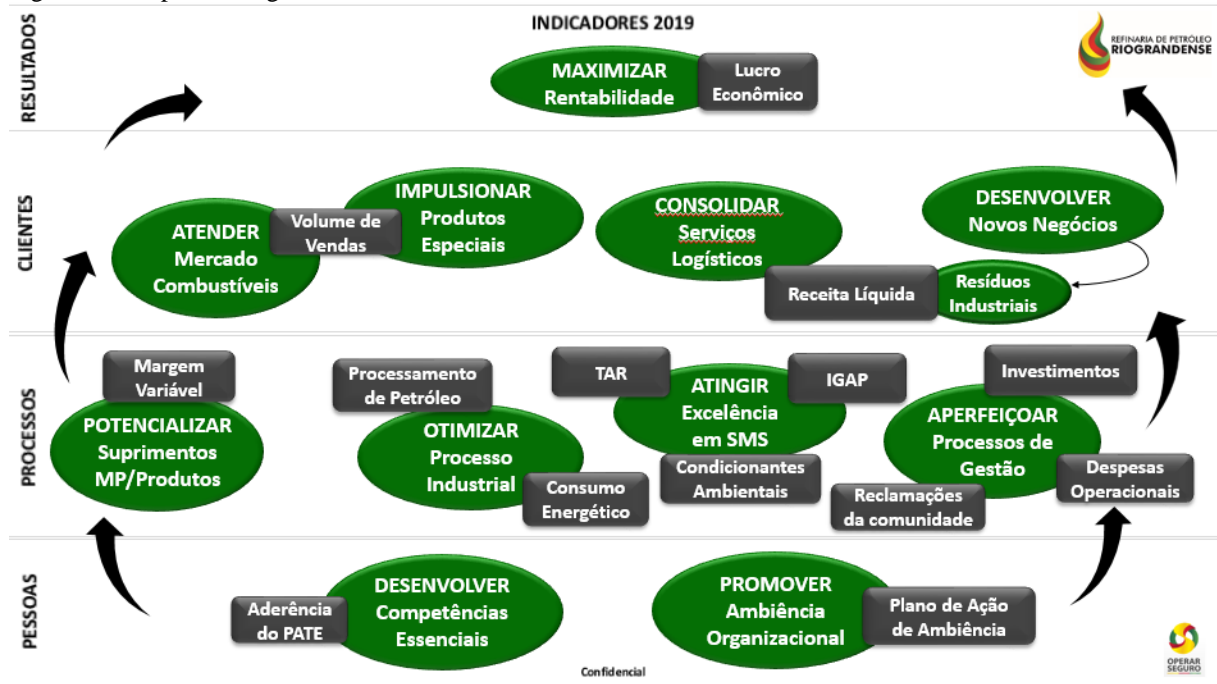 INDICADORES 2019
REFINARIA DE PETRÓLEO
RIOGRANDENSE
RESULTADOS
MAXIMIZAR
Rentabilidade
Lucro
Econômico
CLIENTES
ATENDER
Mercado
Combustíveis
Volume de
Vendas
IMPULSIONAR
Produtos
Especiais
CONSOLIDAR
Serviços
Logísticos
Receita Líquida
DESENVOLVER
Novos Negócios
Resíduos
Industriais
PROCESSOS
Margem
Variável
POTENCIALIZAR
Suprimentos
MP/Produtos
Processamento
de Petróleo
OTIMIZAR
Processo
Industrial
Consumo
Energético
TAR
ATINGIR
Excelência
em SMS
IGAP
Condicionantes
Ambientais
Investimentos
APERFEIÇOAR
Processos de
Gestão
Reclamações
da comunidade
Despesas
Operacionais
PESSOAS
Aderência
do PATE
DESENVOLVER
Competências
Essenciais
PROMOVER
Ambiência
Organizacional
Plano de Ação
de Ambiência
Confidencial
OPERAR
SEGURO